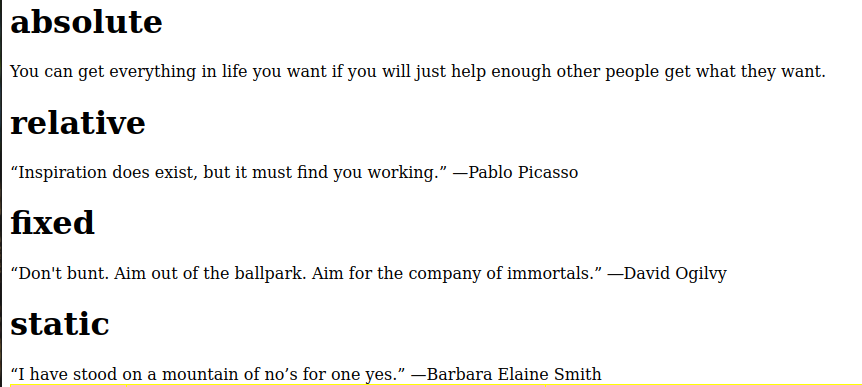 absolute
You can get everything in life you want if you will just help enough other people get what they want.
relative
“Inspiration does exist, but it must find you working.” —Pablo Picasso
fixed
“Don't bunt. Aim out of the ballpark. Aim for the company of immortals.” —David Ogilvy
static
“I have stood on a mountain of no’s for one yes.” —Barbara Elaine Smith